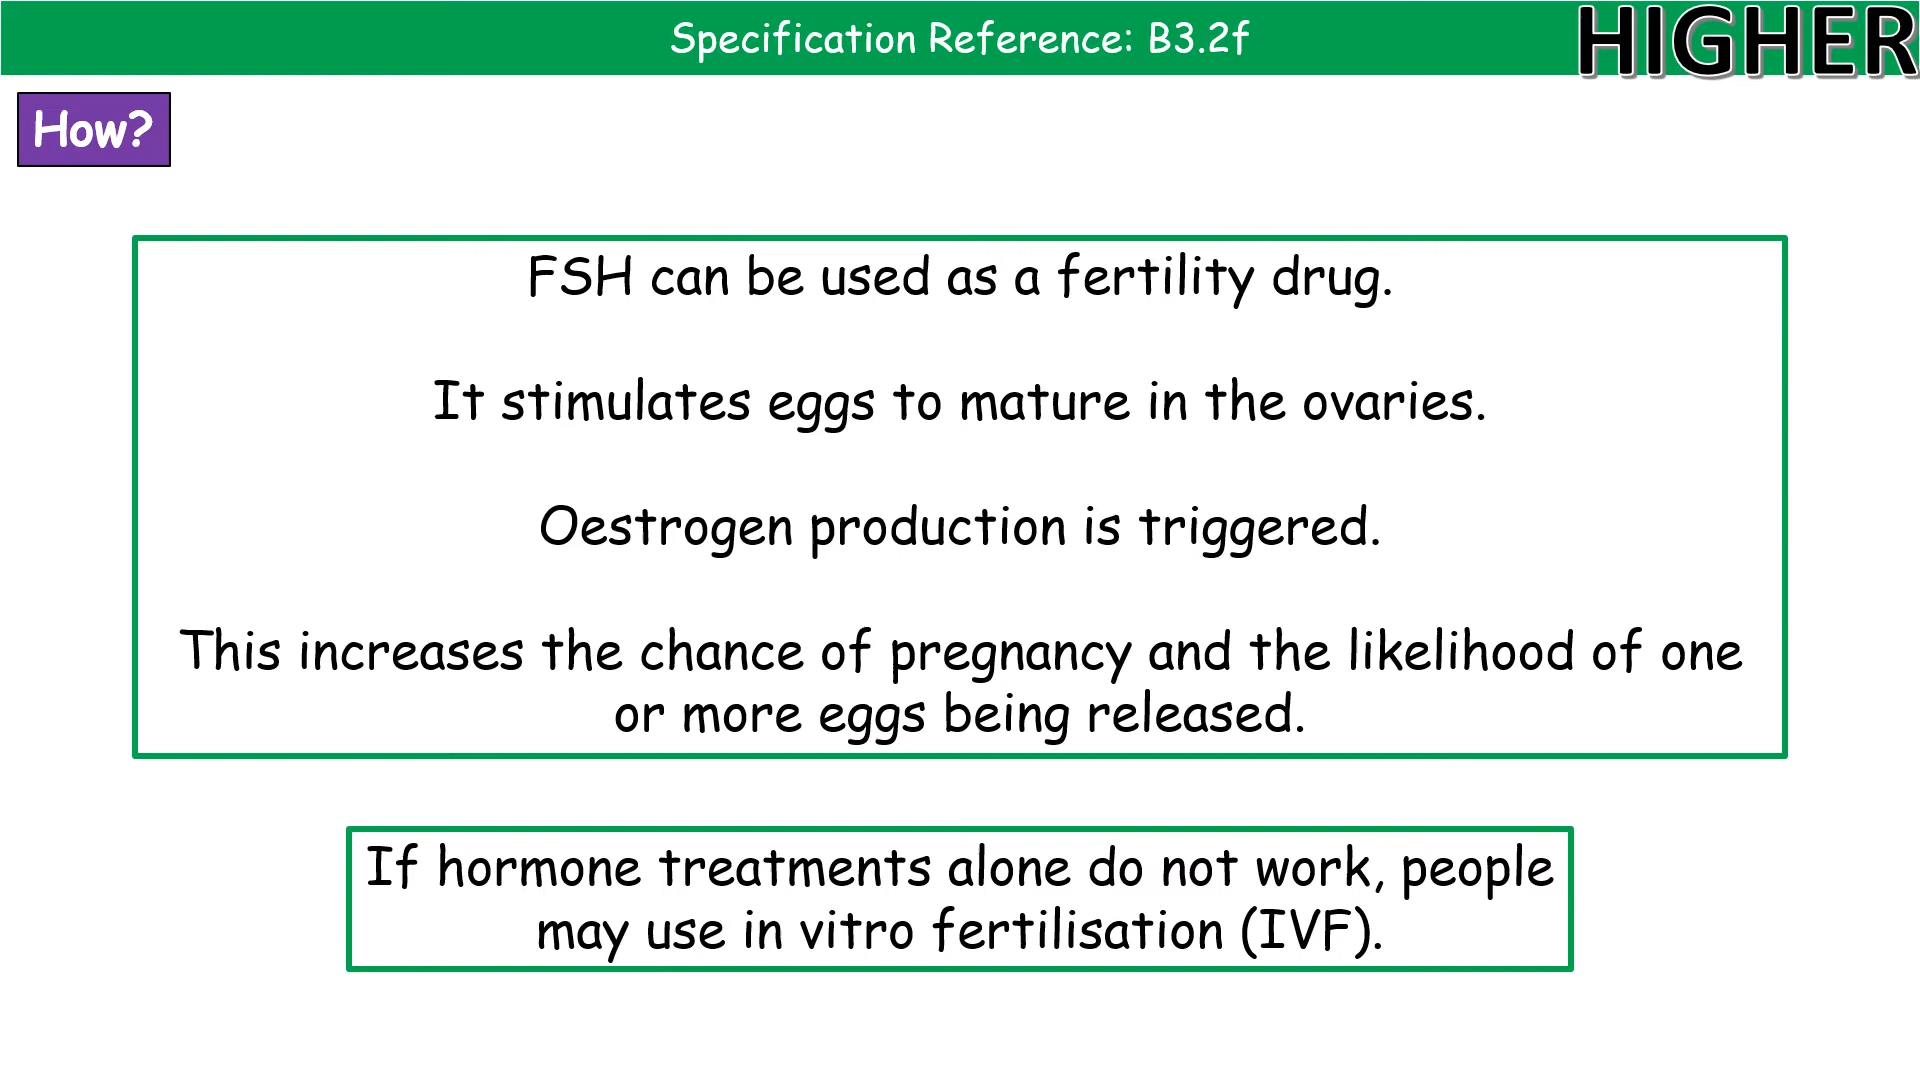 Specification Reference: B3.2f
HIGHER
How?
FSH can be used as a fertility drug.
It stimulates eggs to mature in the ovaries.
Oestrogen production is triggered.
This increases the chance of pregnancy and the likelihood of one
or more eggs being released.
If hormone treatments alone do not work, people
may use in vitro fertilisation (IVF).